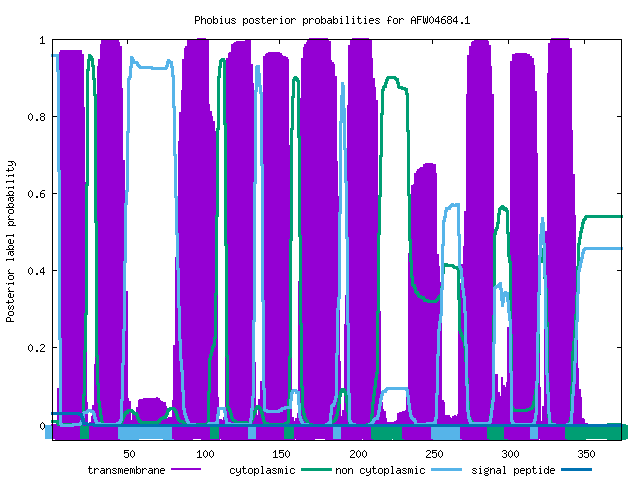 Phobius posterior probabilities for AFW04684.1
Posterior label probability
1
0.8
0.6
0.4
0.2
0
50 100 150 200 250 300 350
transmembrane cytoplasmic non cytoplasmic signal peptide